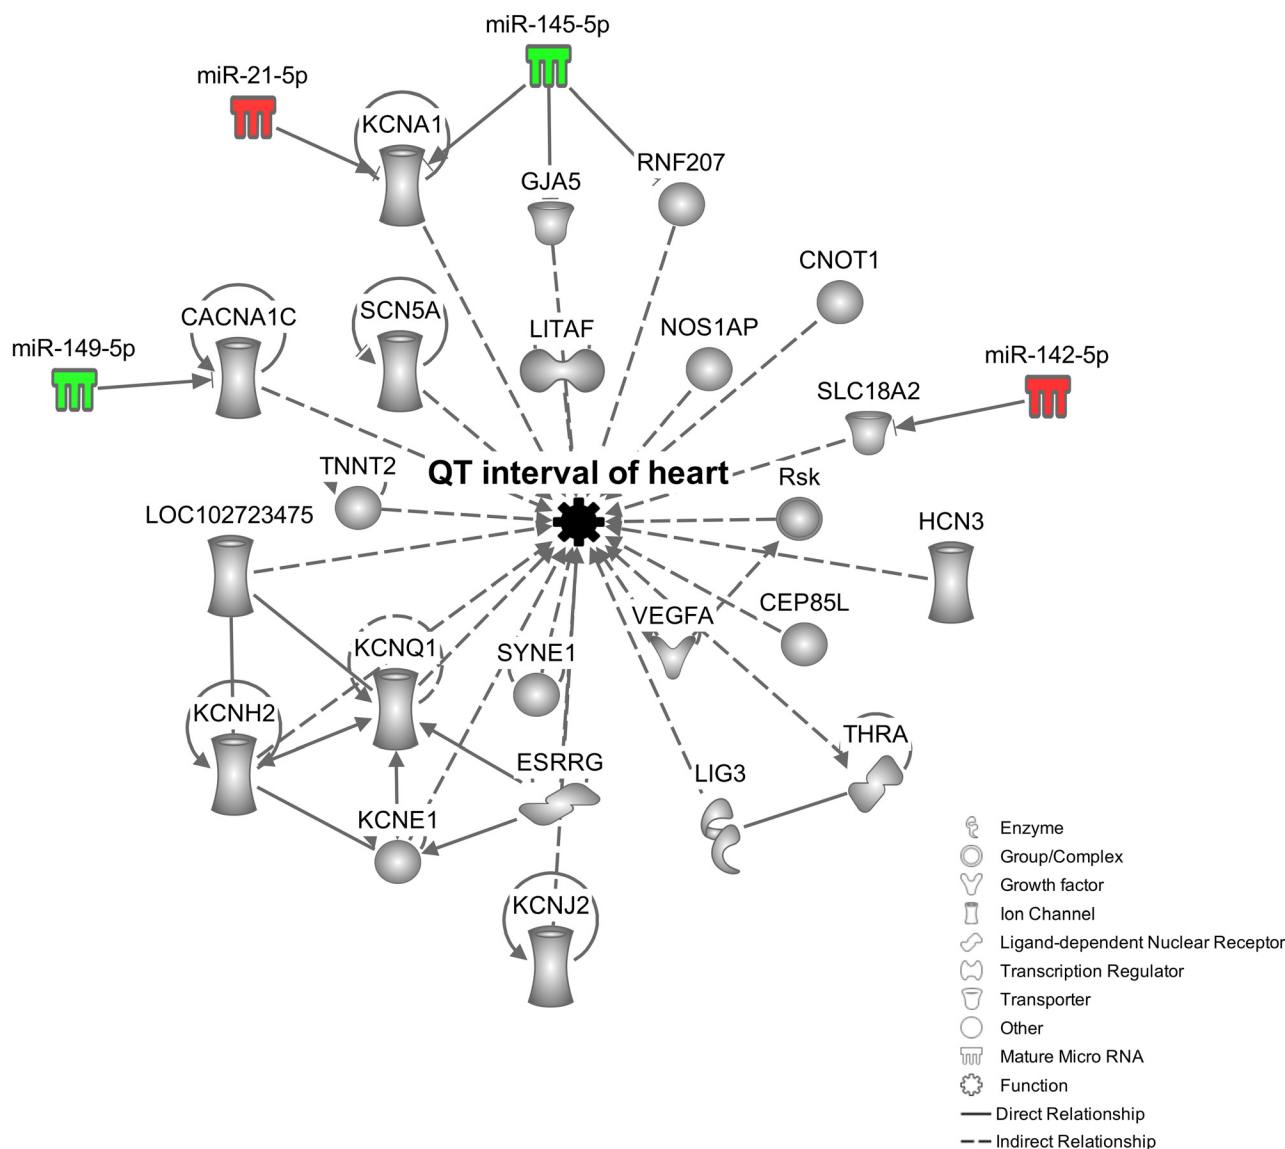 miR-145-5p
miR-21-5p
KCNA1
RNF207
GJA5
CNOT1
CACNA1C
SCN5A
LITAF
NOS1AP
miR-149-5p
miR-142-5p
SLC18A2
TNNT2
QT interval of heart
Rsk
LOC102723475
HCN3
CEP85L
VEGFA
KCNQ1
SYNE1
KCNH2
THRA
ESRRG
LIG3
KCNE1
KCNJ2
Enzyme
Group/Complex
Growth factor
Ion Channel
Ligand-dependent Nuclear Receptor
Transcription Regulator
Transporter
Other
Mature Micro RNA
Function
Direct Relationship
Indirect Relationship